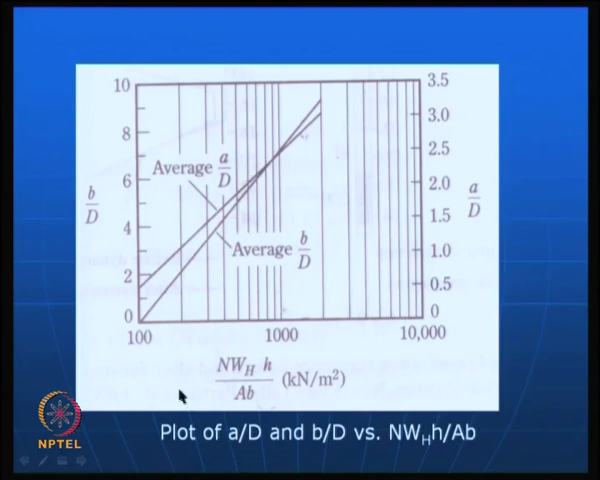 10
8
6
4
2
0
b
D
3.5
3.0
2.5
2.0
1.5
1.0
0.5
0
a
D
Average a/D
Average b/D
100 1000 10,000
NW_H h
Ab
(kN/m²)
NPTEL
Plot of a/D and b/D vs. NW_Hh/Ab